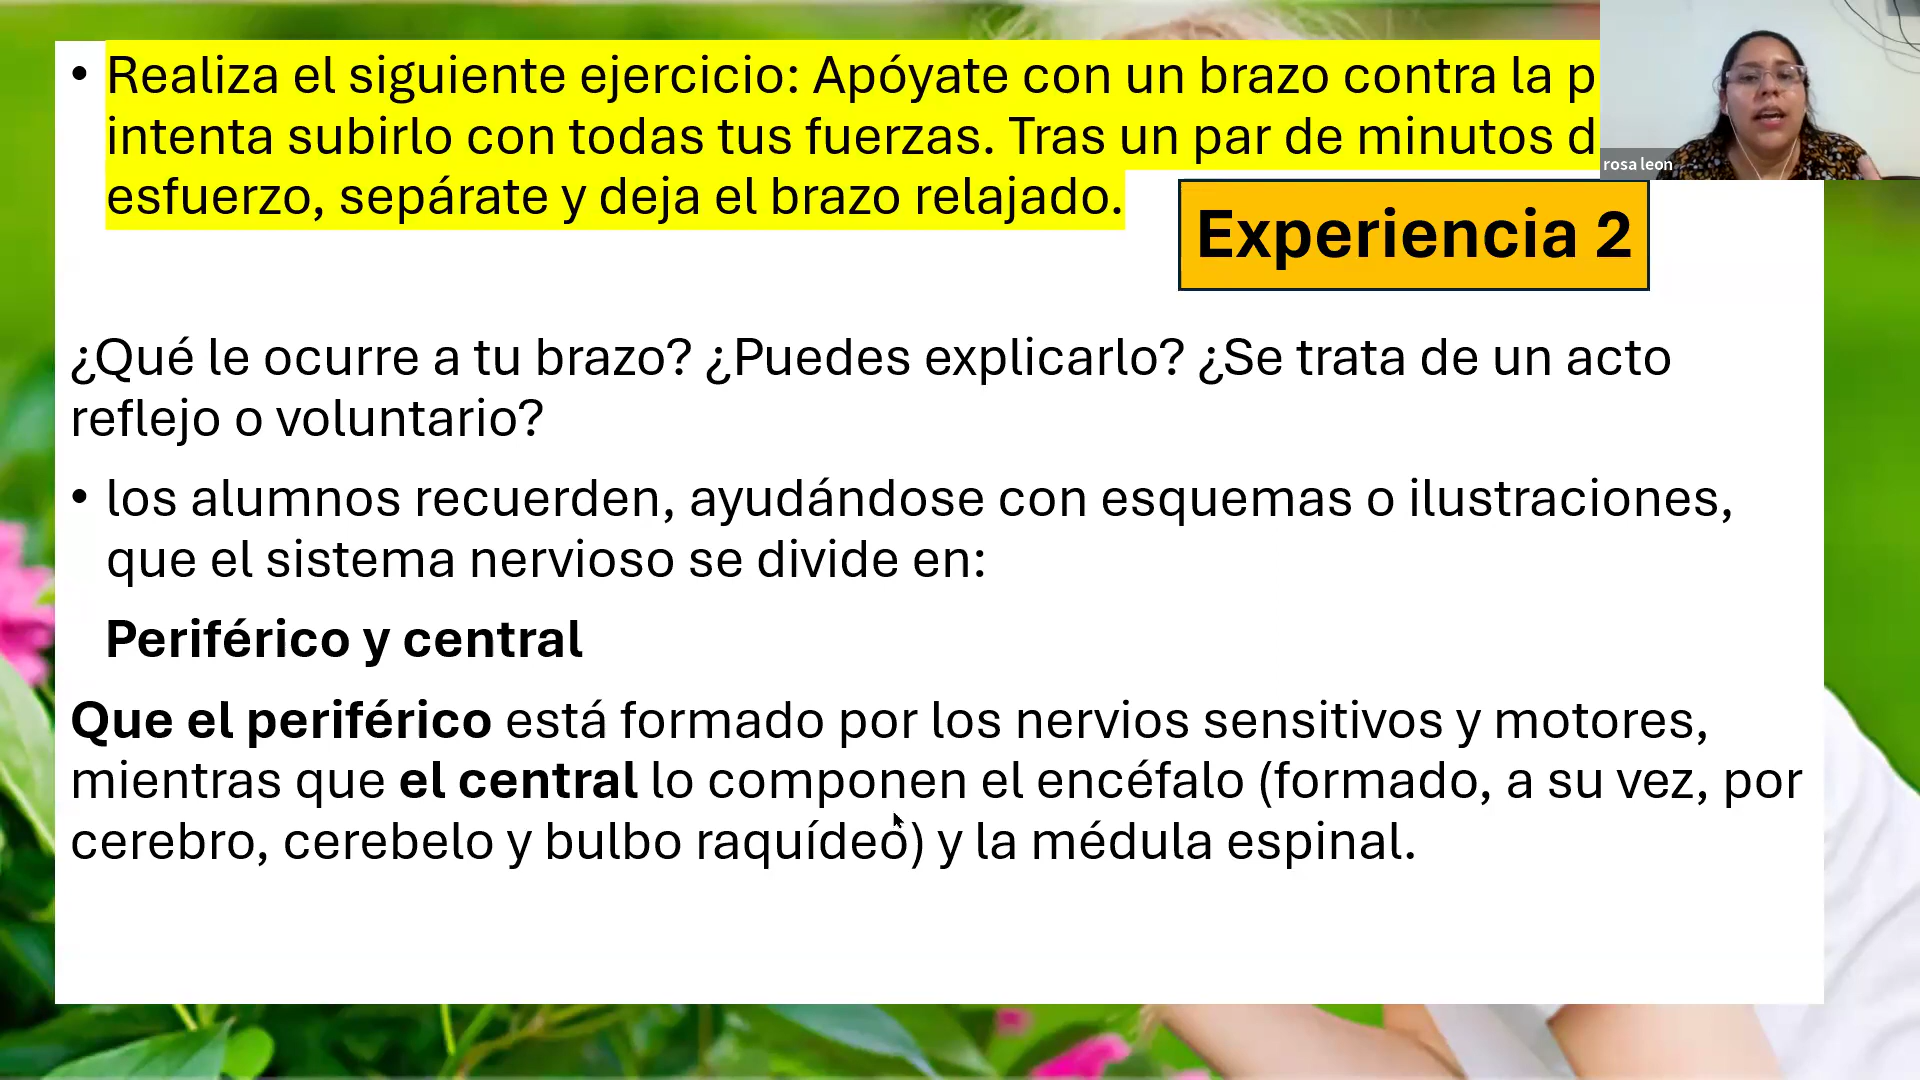 • Realiza el siguiente ejercicio: Apóyate con un brazo contra la
intenta subirlo con todas tus fuerzas. Tras un par de minutos
esfuerzo, sepárate y deja el brazo relajado.
rosa leon
Experiencia 2
¿Qué le ocurre a tu brazo? ¿Puedes explicarlo? ¿Se trata de un acto
reflejo o voluntario?
• los alumnos recuerden, ayudándose con esquemas o ilustraciones,
que el sistema nervioso se divide en:
Periférico y central
Que el periférico está formado por los nervios sensitivos y motores,
mientras que el central lo componen el encéfalo (formado, a su vez, por
cerebro, cerebelo y bulbo raquídeo) y la médula espinal.